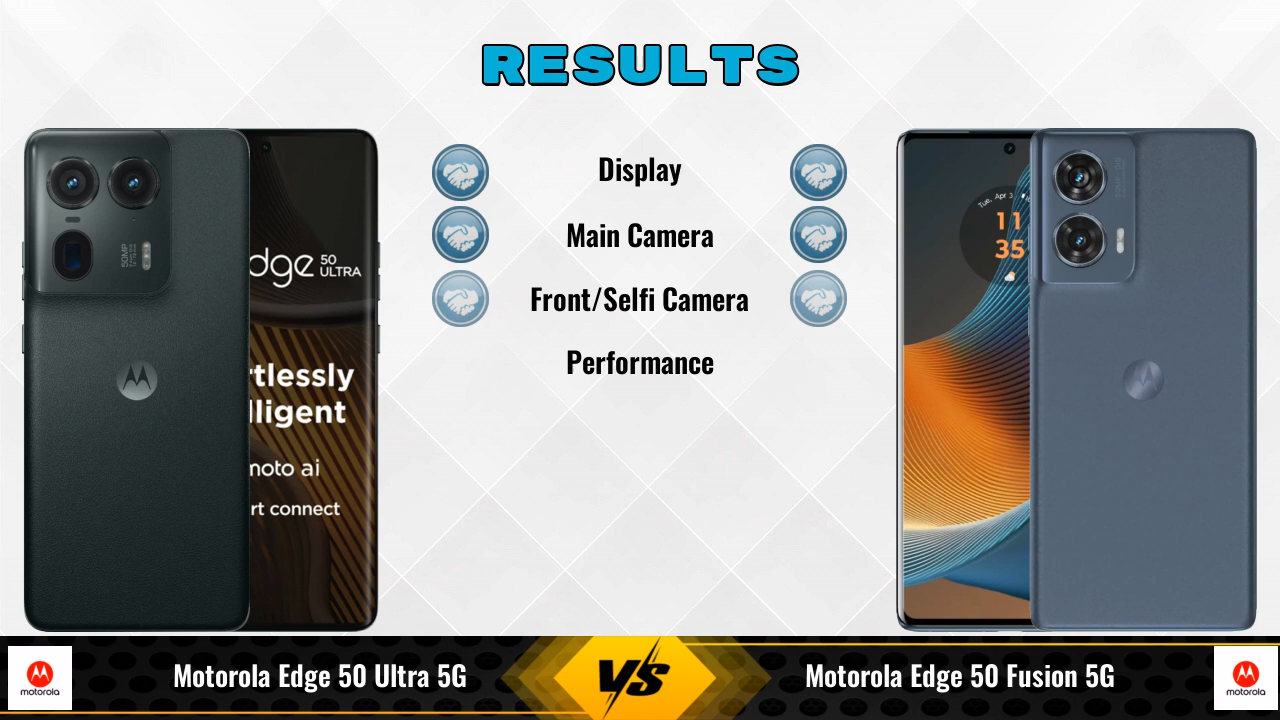 RESULTS
Display
Main Camera
Front/Selfi Camera
Performance
dge 50 ULTRA
rtlessly
lligent
moto ai
rt connect
50MP
Tue, Apr 3
11
35
Motorola Edge 50 Ultra 5G
VS
Motorola Edge 50 Fusion 5G
motorola
motorola